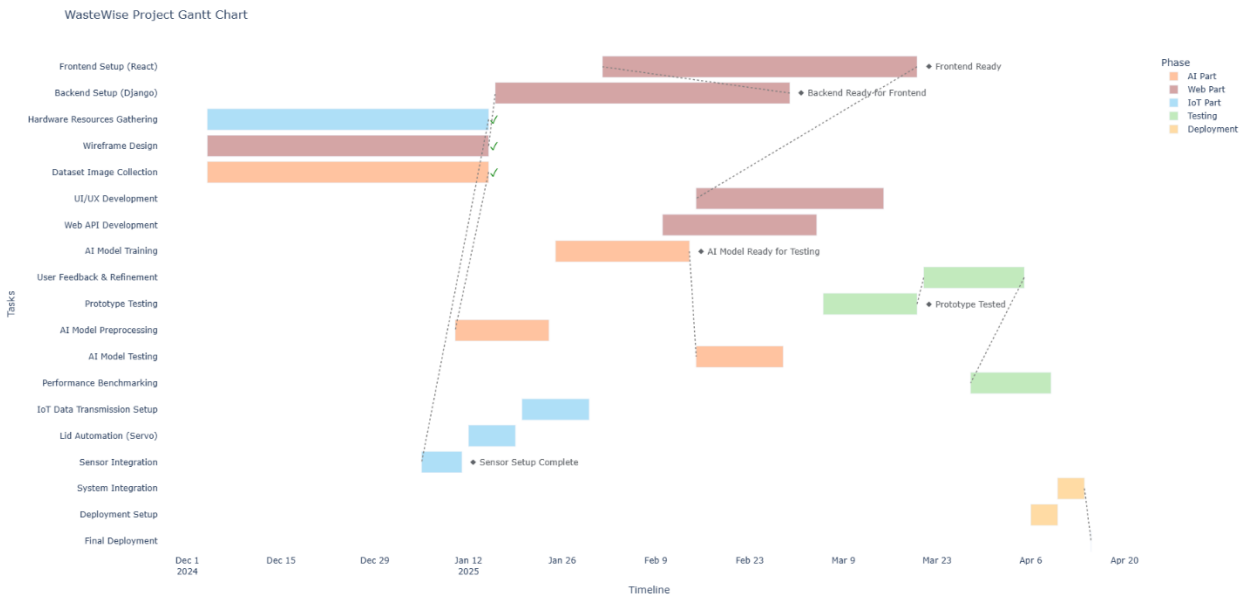 WasteWise Project Gantt Chart
Phase
AI Part
Web Part
IoT Part
Testing
Deployment
Tasks
Frontend Setup (React)
◆ Frontend Ready
Backend Setup (Django)
◆ Backend Ready for Frontend
Hardware Resources Gathering
✓
Wireframe Design
✓
Dataset Image Collection
✓
UI/UX Development
Web API Development
AI Model Training
◆ AI Model Ready for Testing
User Feedback & Refinement
Prototype Testing
◆ Prototype Tested
AI Model Preprocessing
AI Model Testing
Performance Benchmarking
IoT Data Transmission Setup
Lid Automation (Servo)
Sensor Integration
◆ Sensor Setup Complete
System Integration
Deployment Setup
Final Deployment
Dec 1 Dec 15 Dec 29 Jan 12 Jan 26 Feb 9 Feb 23 Mar 9 Mar 23 Apr 6 Apr 20
2024 2025
Timeline